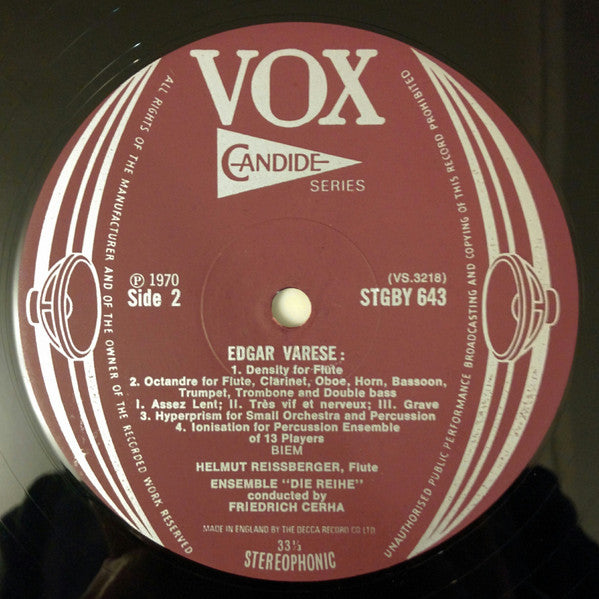 VOX
CANDIDE
SERIES
ALL RIGHTS OF THE MANUFACTURER AND OF THE OWNER OF THE RECORDED WORK RESERVED
UNAUTHORISED PUBLIC PERFORMANCE BROADCASTING AND COPYING OF THIS RECORD PROHIBITED
Ⓟ 1970
Side 2
(VS.3218)
STGBY 643
EDGAR VARESE:
1. Density for Flute
2. Octandre for Flute, Clarinet, Oboe, Horn, Bassoon,
Trumpet, Trombone and Double bass
I. Assez Lent; II. Très vif et nerveux; III. Grave
3. Hyperprism for Small Orchestra and Percussion
4. Ionisation for Percussion Ensemble
of 13 Players
BIEM
HELMUT REISSBERGER, Flute
ENSEMBLE "DIE REIHE"
conducted by
FRIEDRICH CERHA
MADE IN ENGLAND BY THE DECCA RECORD CO LTD
33⅓
STEREOPHONIC